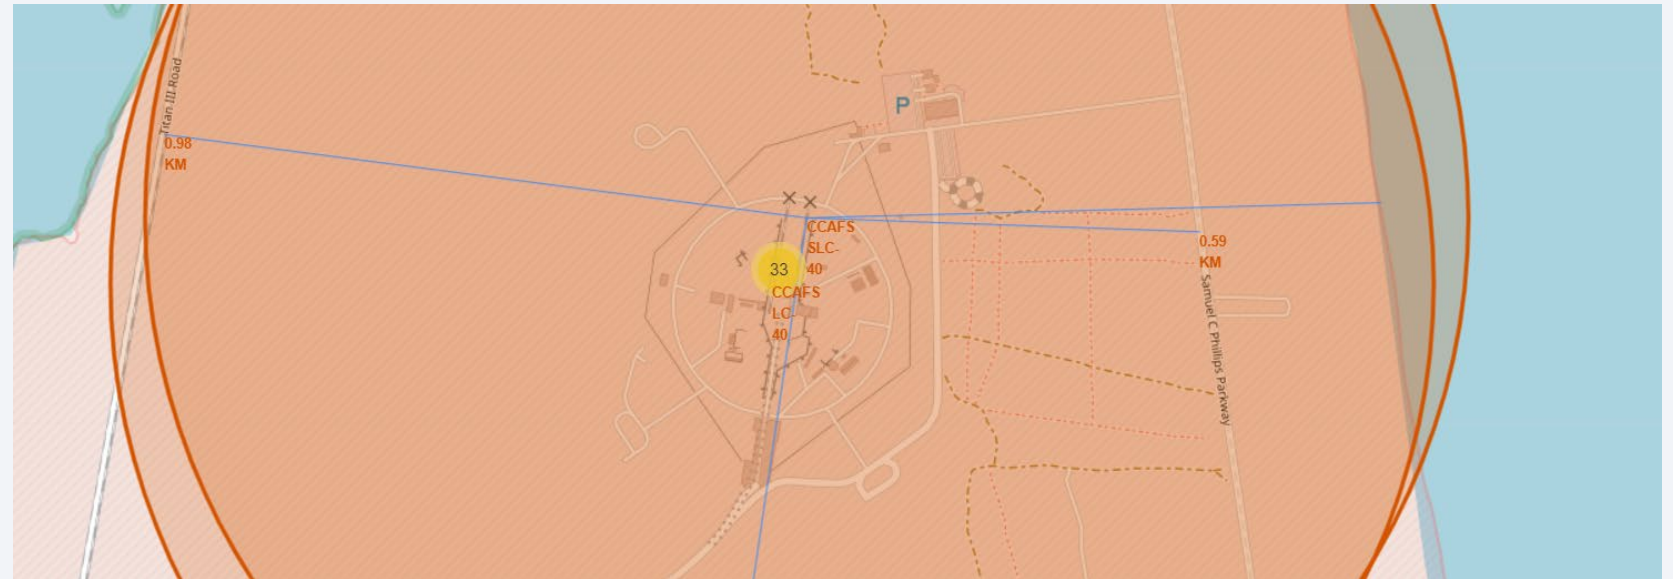 Titan III Road
P
0.98
KM
CCAFS
SLC-
40
33
CCAFS
LC-
40
0.59
KM
Samuel C Phillips Parkway